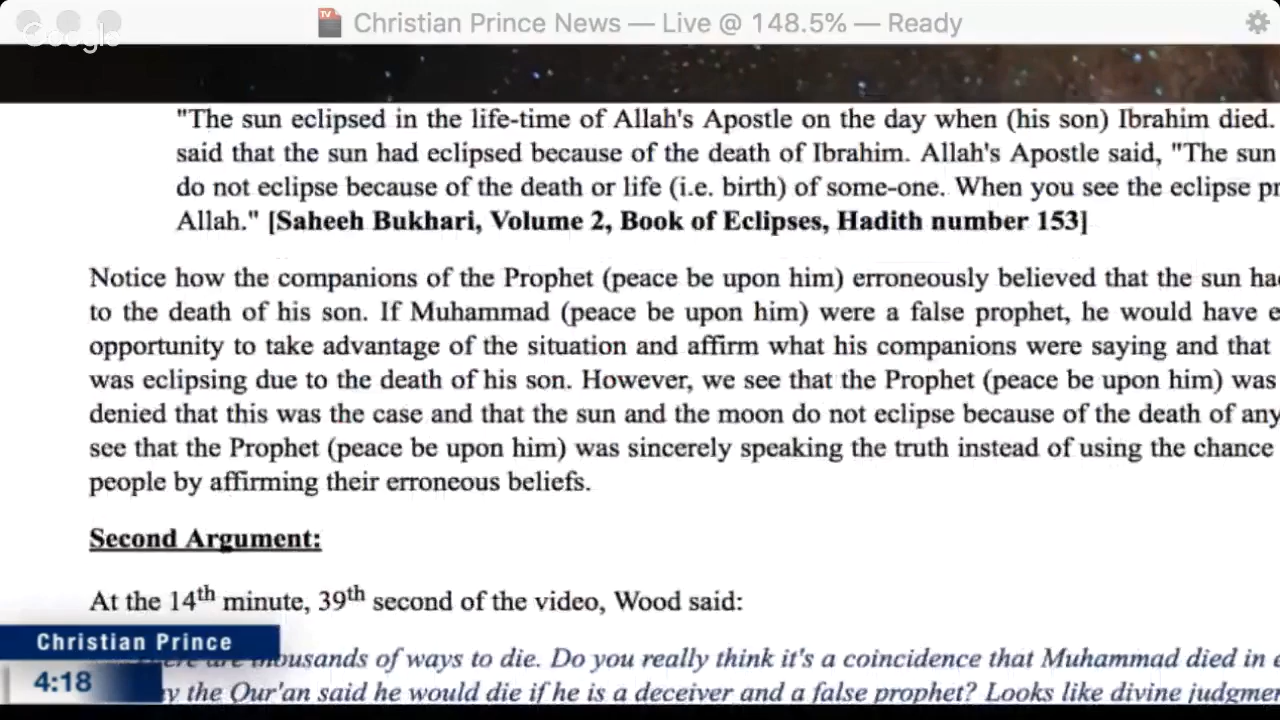 Christian Prince News — Live @ 148.5% — Ready
Google
"The sun eclipsed in the life-time of Allah's Apostle on the day when (his son) Ibrahim died.
said that the sun had eclipsed because of the death of Ibrahim. Allah's Apostle said, "The sun
do not eclipse because of the death or life (i.e. birth) of some-one. When you see the eclipse pr
Allah." [Saheeh Bukhari, Volume 2, Book of Eclipses, Hadith number 153]
Notice how the companions of the Prophet (peace be upon him) erroneously believed that the sun ha
to the death of his son. If Muhammad (peace be upon him) were a false prophet, he would have e
opportunity to take advantage of the situation and affirm what his companions were saying and that
was eclipsing due to the death of his son. However, we see that the Prophet (peace be upon him) was
denied that this was the case and that the sun and the moon do not eclipse because of the death of any
see that the Prophet (peace be upon him) was sincerely speaking the truth instead of using the chance
people by affirming their erroneous beliefs.
Second Argument:
At the 14th minute, 39th second of the video, Wood said:
Christian Prince
thousands of ways to die. Do you really think it's a coincidence that Muhammad died in
4:18
the Qur'an said he would die if he is a deceiver and a false prophet? Looks like divine judgmen